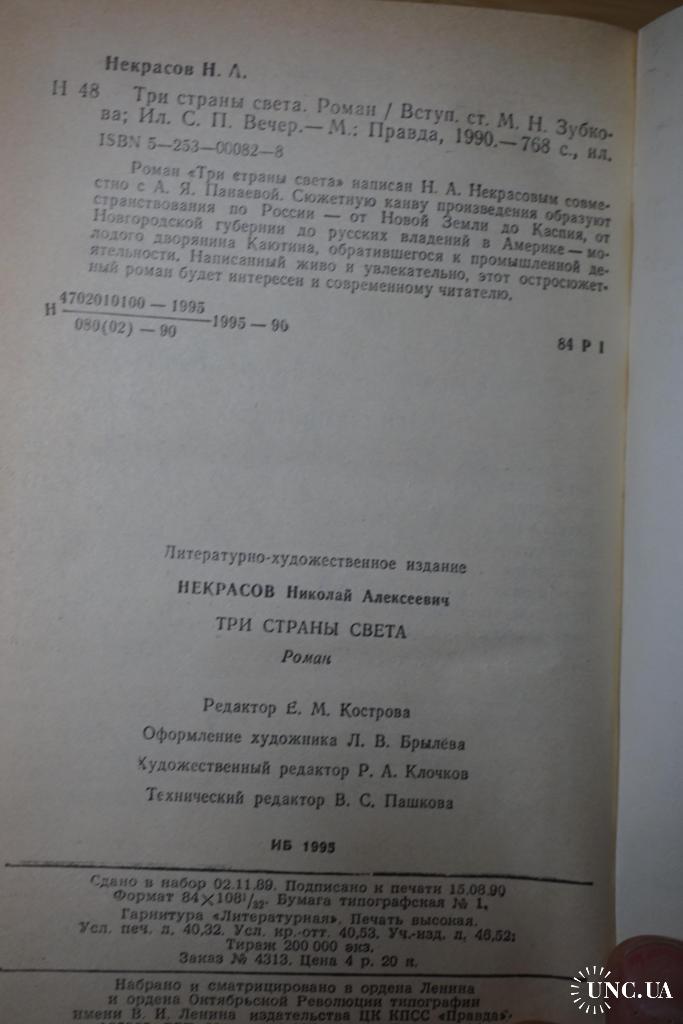 Некрасов Н. А.
Н 48 Три страны света. Роман / Вступ. ст. М. Н. Зубко-
ва; Ил. С. П. Вечер.— М.: Правда, 1990.—768 с., ил.
ISBN 5—253—00082—8
Роман «Три страны света» написан Н. А. Некрасовым совме-
стно с А. Я. Панаевой. Сюжетную канву произведения образуют
странствования по России — от Новой Земли до Каспия, от
Новгородской губернии до русских владений в Америке — мо-
лодого дворянина Каютина, обратившегося к промышленной де-
ятельности. Написанный живо и увлекательно, этот остросюжет-
ный роман будет интересен и современному читателю.
Н 4702010100—1995
080(02)—90
1995—90
84 Р I
Литературно-художественное издание
НЕКРАСОВ Николай Алексеевич
ТРИ СТРАНЫ СВЕТА
Роман
Редактор Е. М. Кострова
Оформление художника Л. В. Брылёва
Художественный редактор Р. А. Клочков
Технический редактор В. С. Пашкова
ИБ 1995
Сдано в набор 02.11.89. Подписано к печати 15.08.90
Формат 84×108¹/₃₂. Бумага типографская № 1.
Гарнитура «Литературная». Печать высокая.
Усл. печ. л. 40,32. Усл. кр.-отт. 40,53. Уч.-изд. л. 46,52.
Тираж 200 000 экз.
Заказ № 4313. Цена 4 р. 20 к.
Набрано и сматрицировано в ордена Ленина
и ордена Октябрьской Революции типографии
имени В. И. Ленина издательства ЦК КПСС «Правда».
UNC.UA